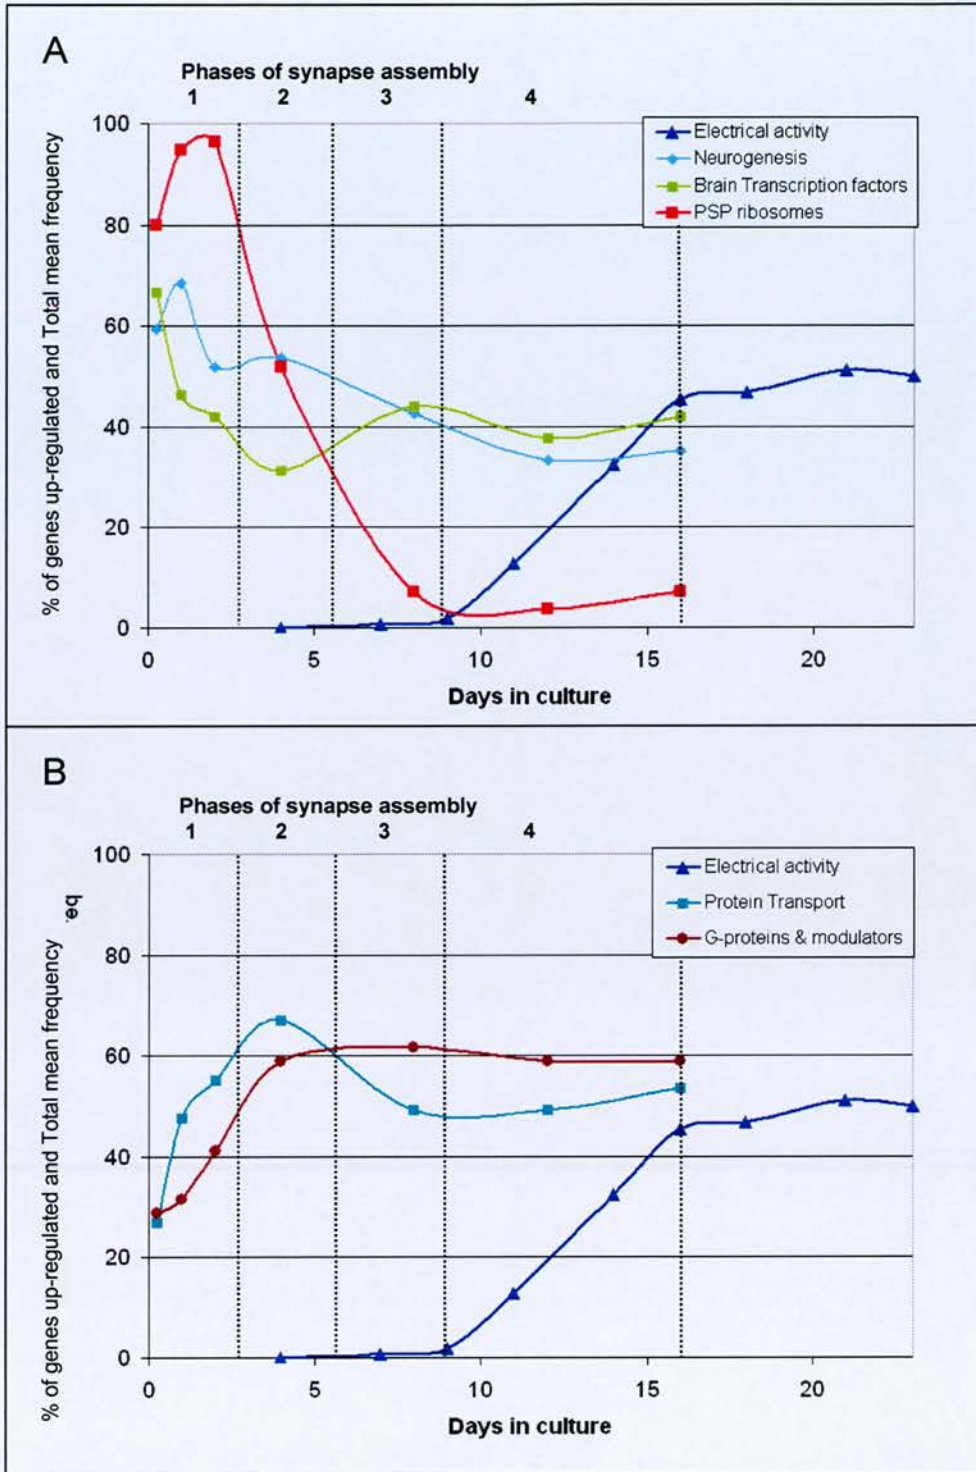 A
Phases of synapse assembly
1 2 3 4
100
80
60
40
20
0
% of genes up-regulated and Total mean frequency
Electrical activity
Neurogenesis
Brain Transcription factors
PSP ribosomes
0 5 10 15 20
Days in culture
B
Phases of synapse assembly
1 2 3 4
100
80
60
40
20
0
% of genes up-regulated and Total mean frequency
be.
Electrical activity
Protein Transport
G-proteins & modulators
0 5 10 15 20
Days in culture